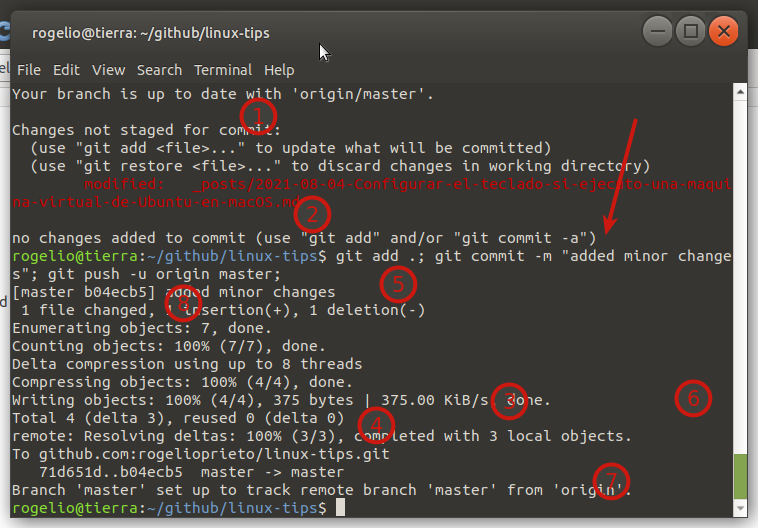 rogelio@tierra: ~/github/linux-tips
File Edit View Search Terminal Help
Your branch is up to date with 'origin/master'.
1
Changes not staged for commit:
(use "git add <file>..." to update what will be committed)
(use "git restore <file>..." to discard changes in working directory)
modified: _posts/2021-08-04-Configurar-el-teclado-si-ejecuto-una-maqui
na-virtual-de-Ubuntu-en-macOS.md
2
no changes added to commit (use "git add" and/or "git commit -a")
rogelio@tierra:~/github/linux-tips$ git add .; git commit -m "added minor change
s"; git push -u origin master;
5
[master b04ecb5] added minor changes
8
1 file changed, 1 insertion(+), 1 deletion(-)
Enumerating objects: 7, done.
Counting objects: 100% (7/7), done.
Delta compression using up to 8 threads
Compressing objects: 100% (4/4), done.
Writing objects: 100% (4/4), 375 bytes | 375.00 KiB/s, done.
3
6
Total 4 (delta 3), reused 0 (delta 0)
4
remote: Resolving deltas: 100% (3/3), completed with 3 local objects.
To github.com:rogelioprieto/linux-tips.git
71d651d..b04ecb5 master -> master
7
Branch 'master' set up to track remote branch 'master' from 'origin'.
rogelio@tierra:~/github/linux-tips$